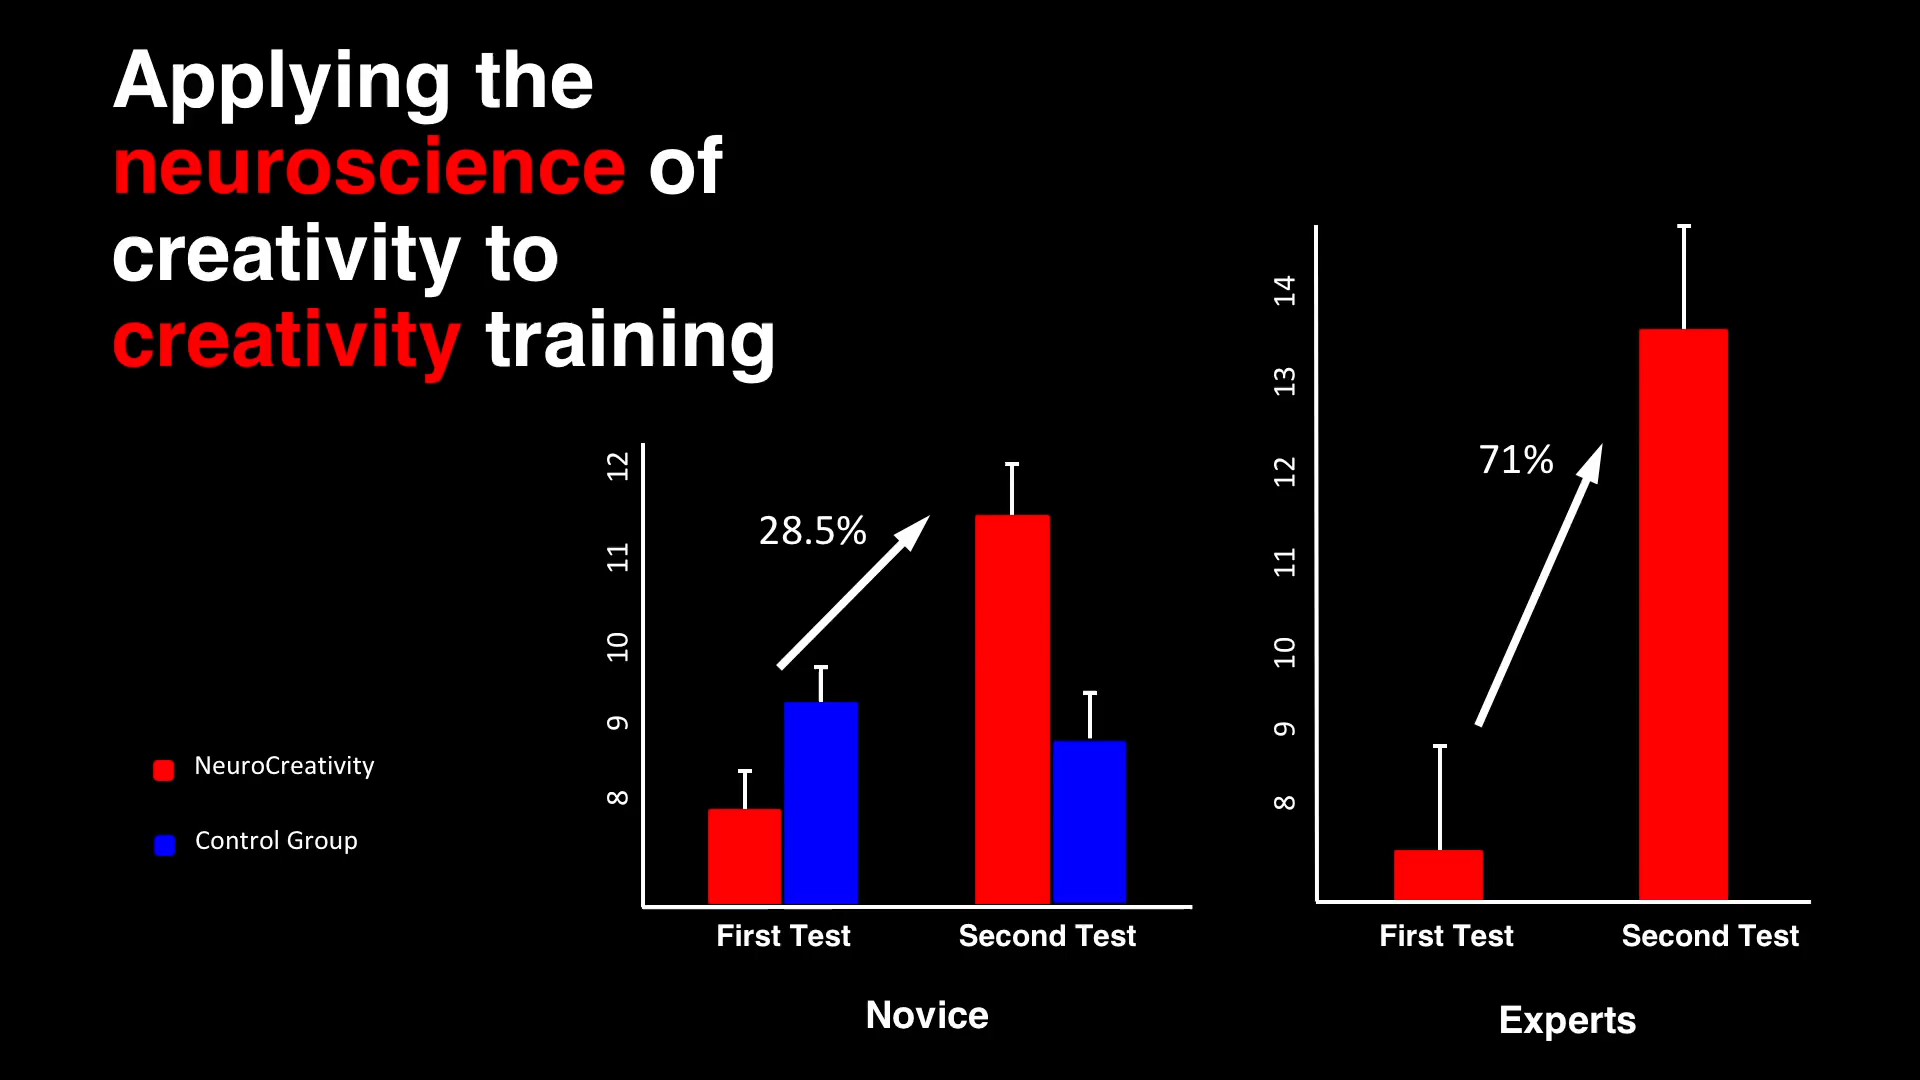 Applying the
neuroscience of
creativity to
creativity training
NeuroCreativity
Control Group
12
11
10
9
8
28.5%
First Test
Second Test
Novice
14
13
12
11
10
9
8
71%
First Test
Second Test
Experts